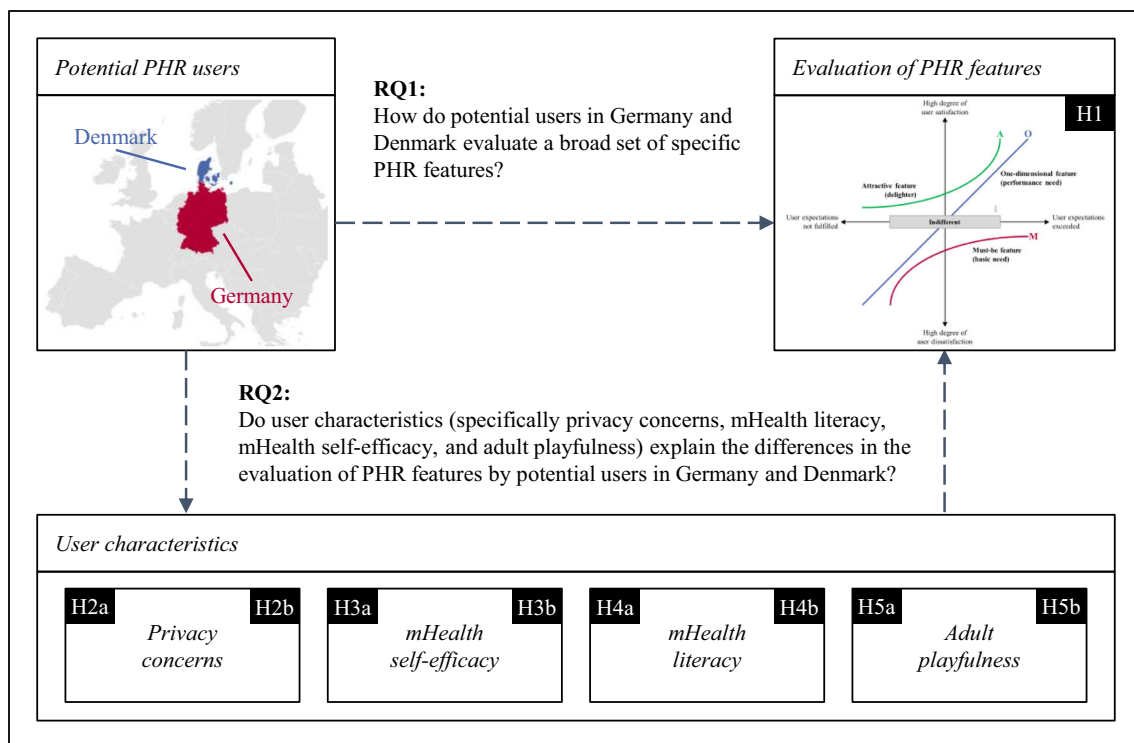 Potential PHR users
Denmark
Germany
RQ1:
How do potential users in Germany and
Denmark evaluate a broad set of specific
PHR features?
Evaluation of PHR features
H1
High degree of
user satisfaction
A
O
Attractive feature
(delighter)
One-dimensional feature
(performance need)
I
User expectations
not fulfilled
Indifferent
User expectations
exceeded
M
Must-be feature
(basic need)
High degree of
user dissatisfaction
RQ2:
Do user characteristics (specifically privacy concerns, mHealth literacy,
mHealth self-efficacy, and adult playfulness) explain the differences in the
evaluation of PHR features by potential users in Germany and Denmark?
User characteristics
H2a
H2b
Privacy
concerns
H3a
H3b
mHealth
self-efficacy
H4a
H4b
mHealth
literacy
H5a
H5b
Adult
playfulness